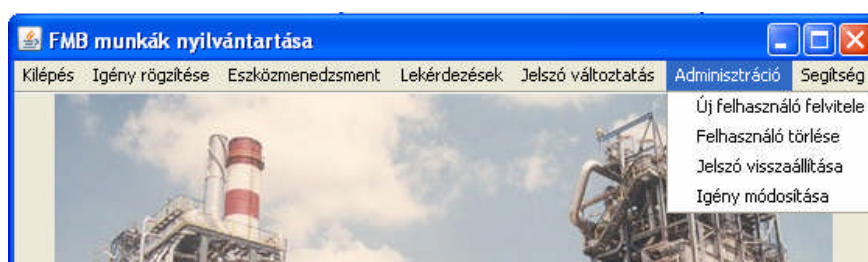 FMB munkák nyilvántartása
Kilépés Igény rögzítése Eszközmenedzsment Lekérdezések Jelszó változtatás Adminisztráció Segítség
Új felhasználó felvitele
Felhasználó törlése
Jelszó visszaállítása
Igény módosítása